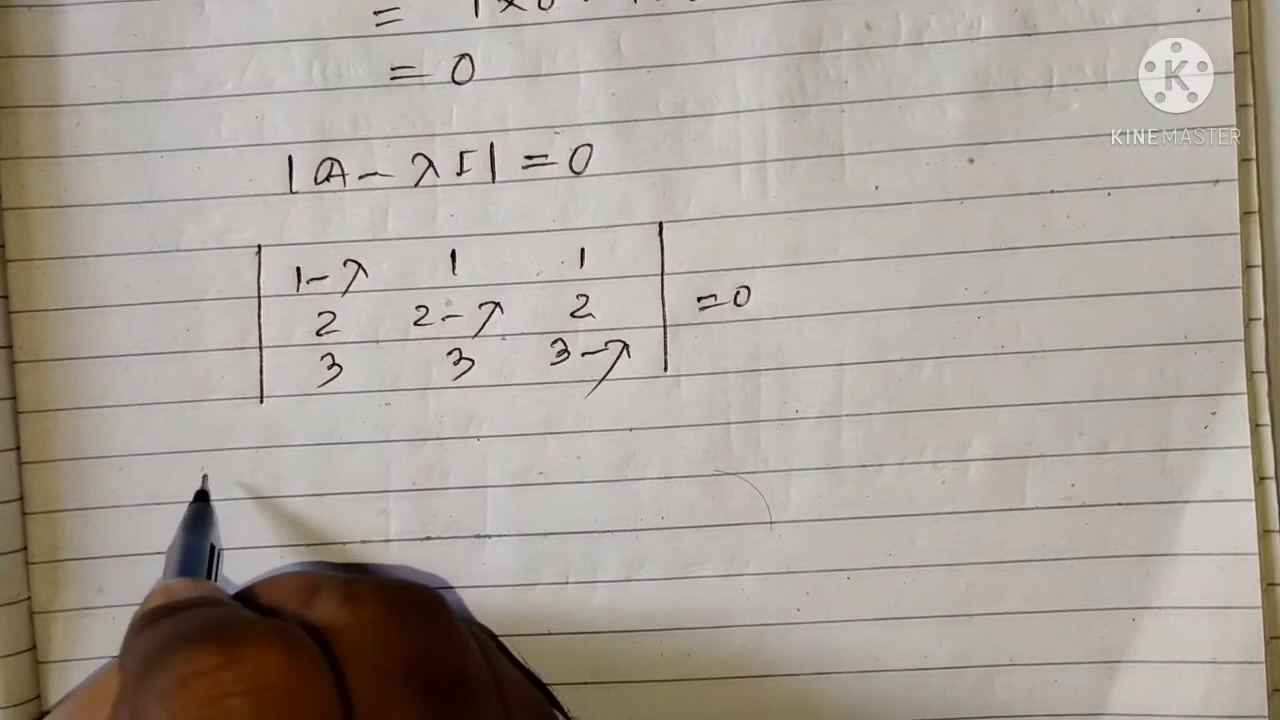 =
= 0
|A - λI| = 0
1-λ 1 1
2 2-λ 2 = 0
3 3 3-λ
K
KINEMASTER